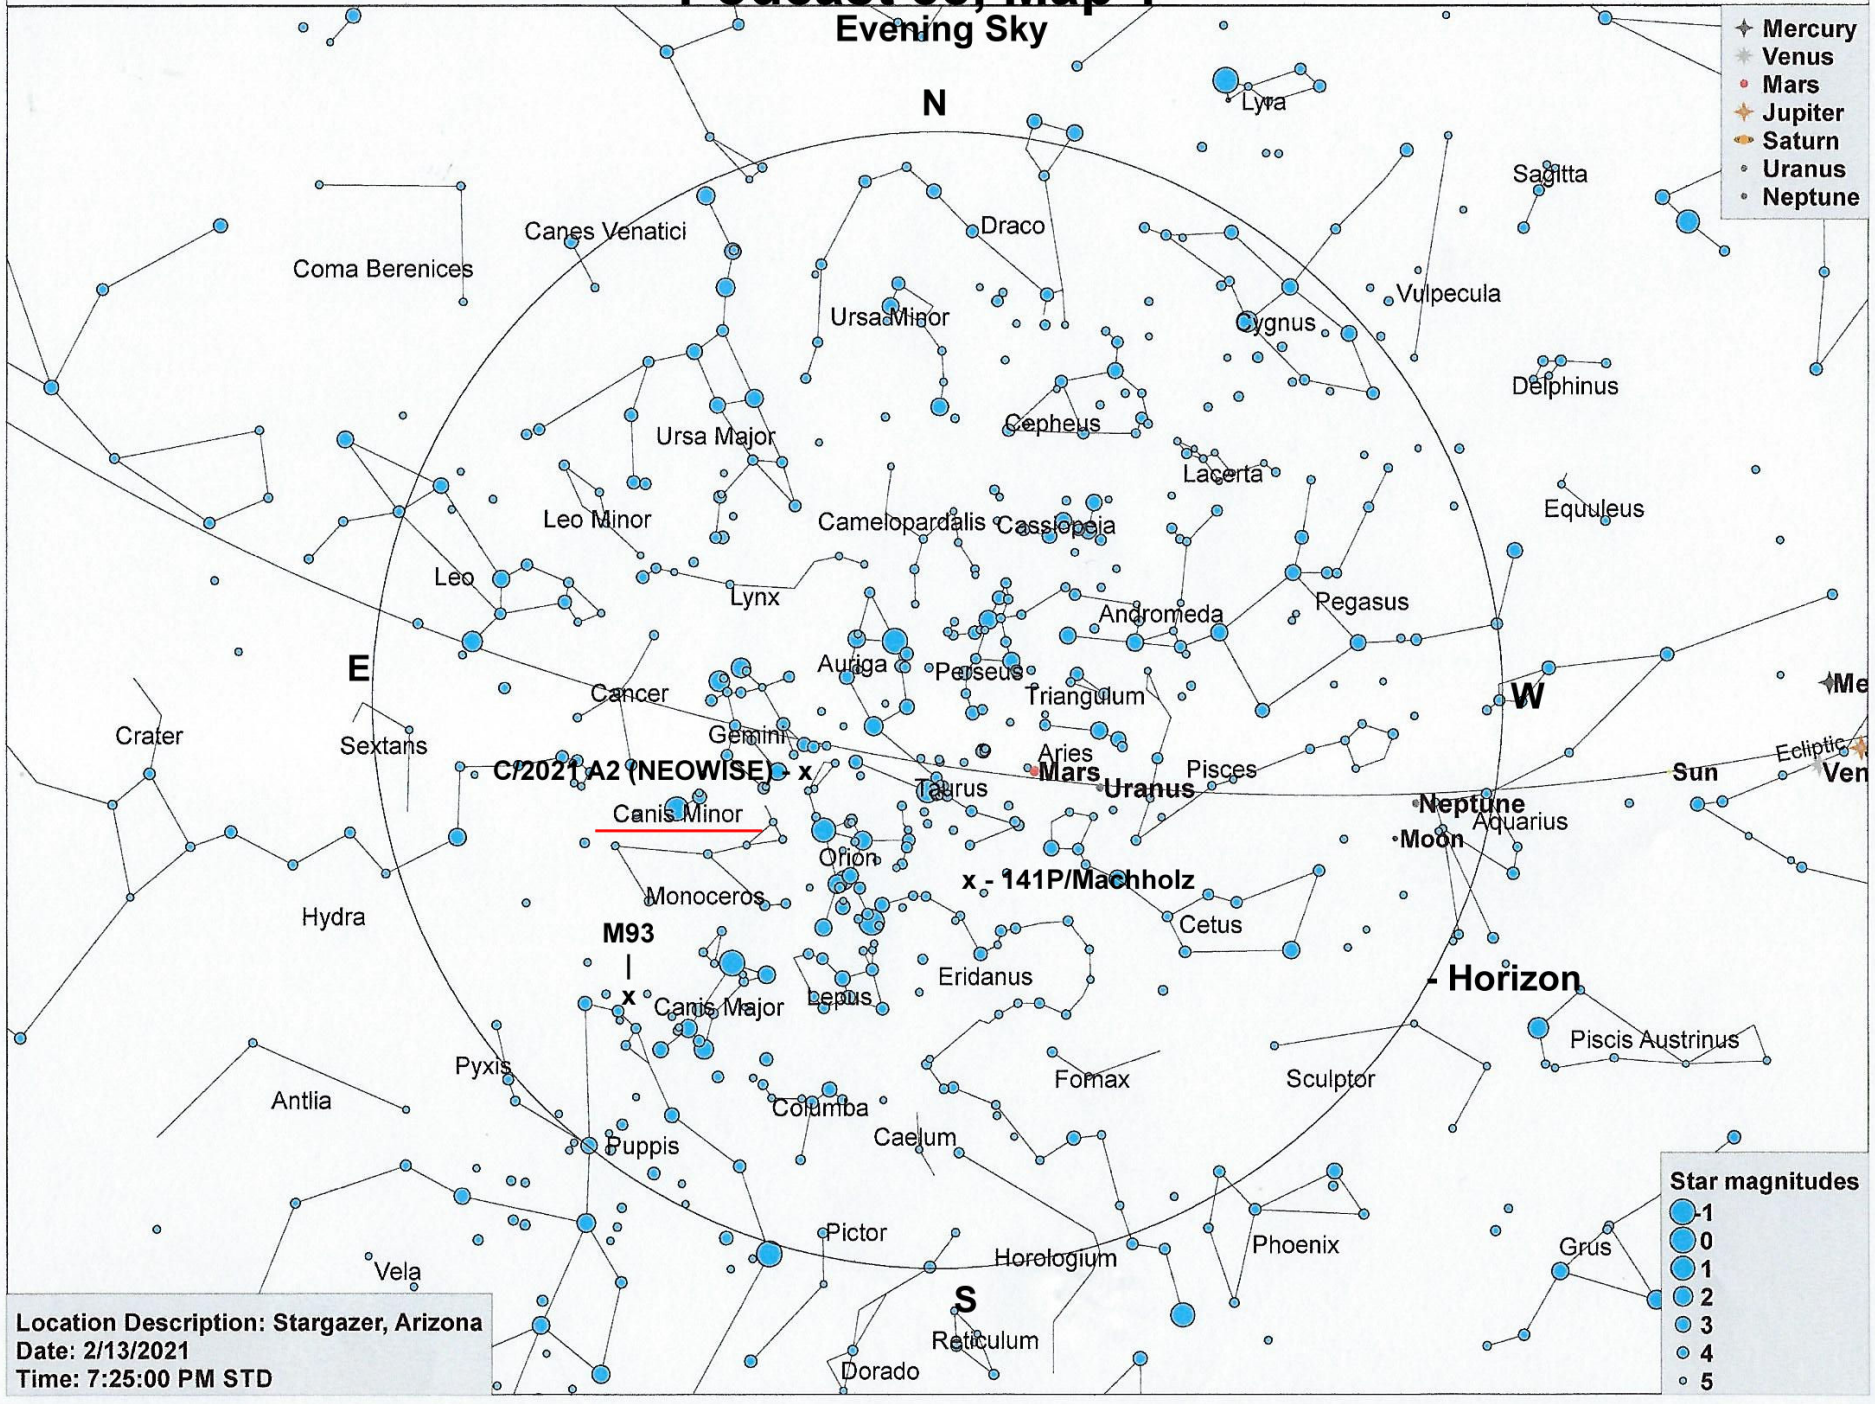 Podcast
Map
Evening Sky
Mercury
Venus
Mars
Jupiter
Saturn
Uranus
Neptune
N
Lyra
Sagitta
Canes Venatici
Draco
Coma Berenices
Vulpecula
Ursa Minor
Cygnus
Delphinus
Cepheus
Ursa Major
Lacerta
Equuleus
Leo Minor
Camelopardalis
Cassiopeia
Leo
Lynx
Pegasus
Andromeda
E
Auriga
Perseus
Me
Cancer
Triangulum
W
Crater
Sextans
Gemini
Aries
Ecliptic
C/2021 A2 (NEOWISE) - x
Mars
Pisces
Sun
Ven
Taurus
Uranus
Canis Minor
Neptune
Aquarius
Moon
Orion
x - 141P/Machholz
Monoceros
Hydra
Cetus
M93
|
x
Eridanus
- Horizon
Canis Major
Lepus
Pyxis
Piscis Austrinus
Antlia
Fornax
Sculptor
Columba
Caelum
Puppis
Star magnitudes
-1
0
1
2
3
4
5
Pictor
Horologium
Phoenix
Grus
Vela
S
Reticulum
Dorado
Location Description: Stargazer, Arizona
Date: 2/13/2021
Time: 7:25:00 PM STD